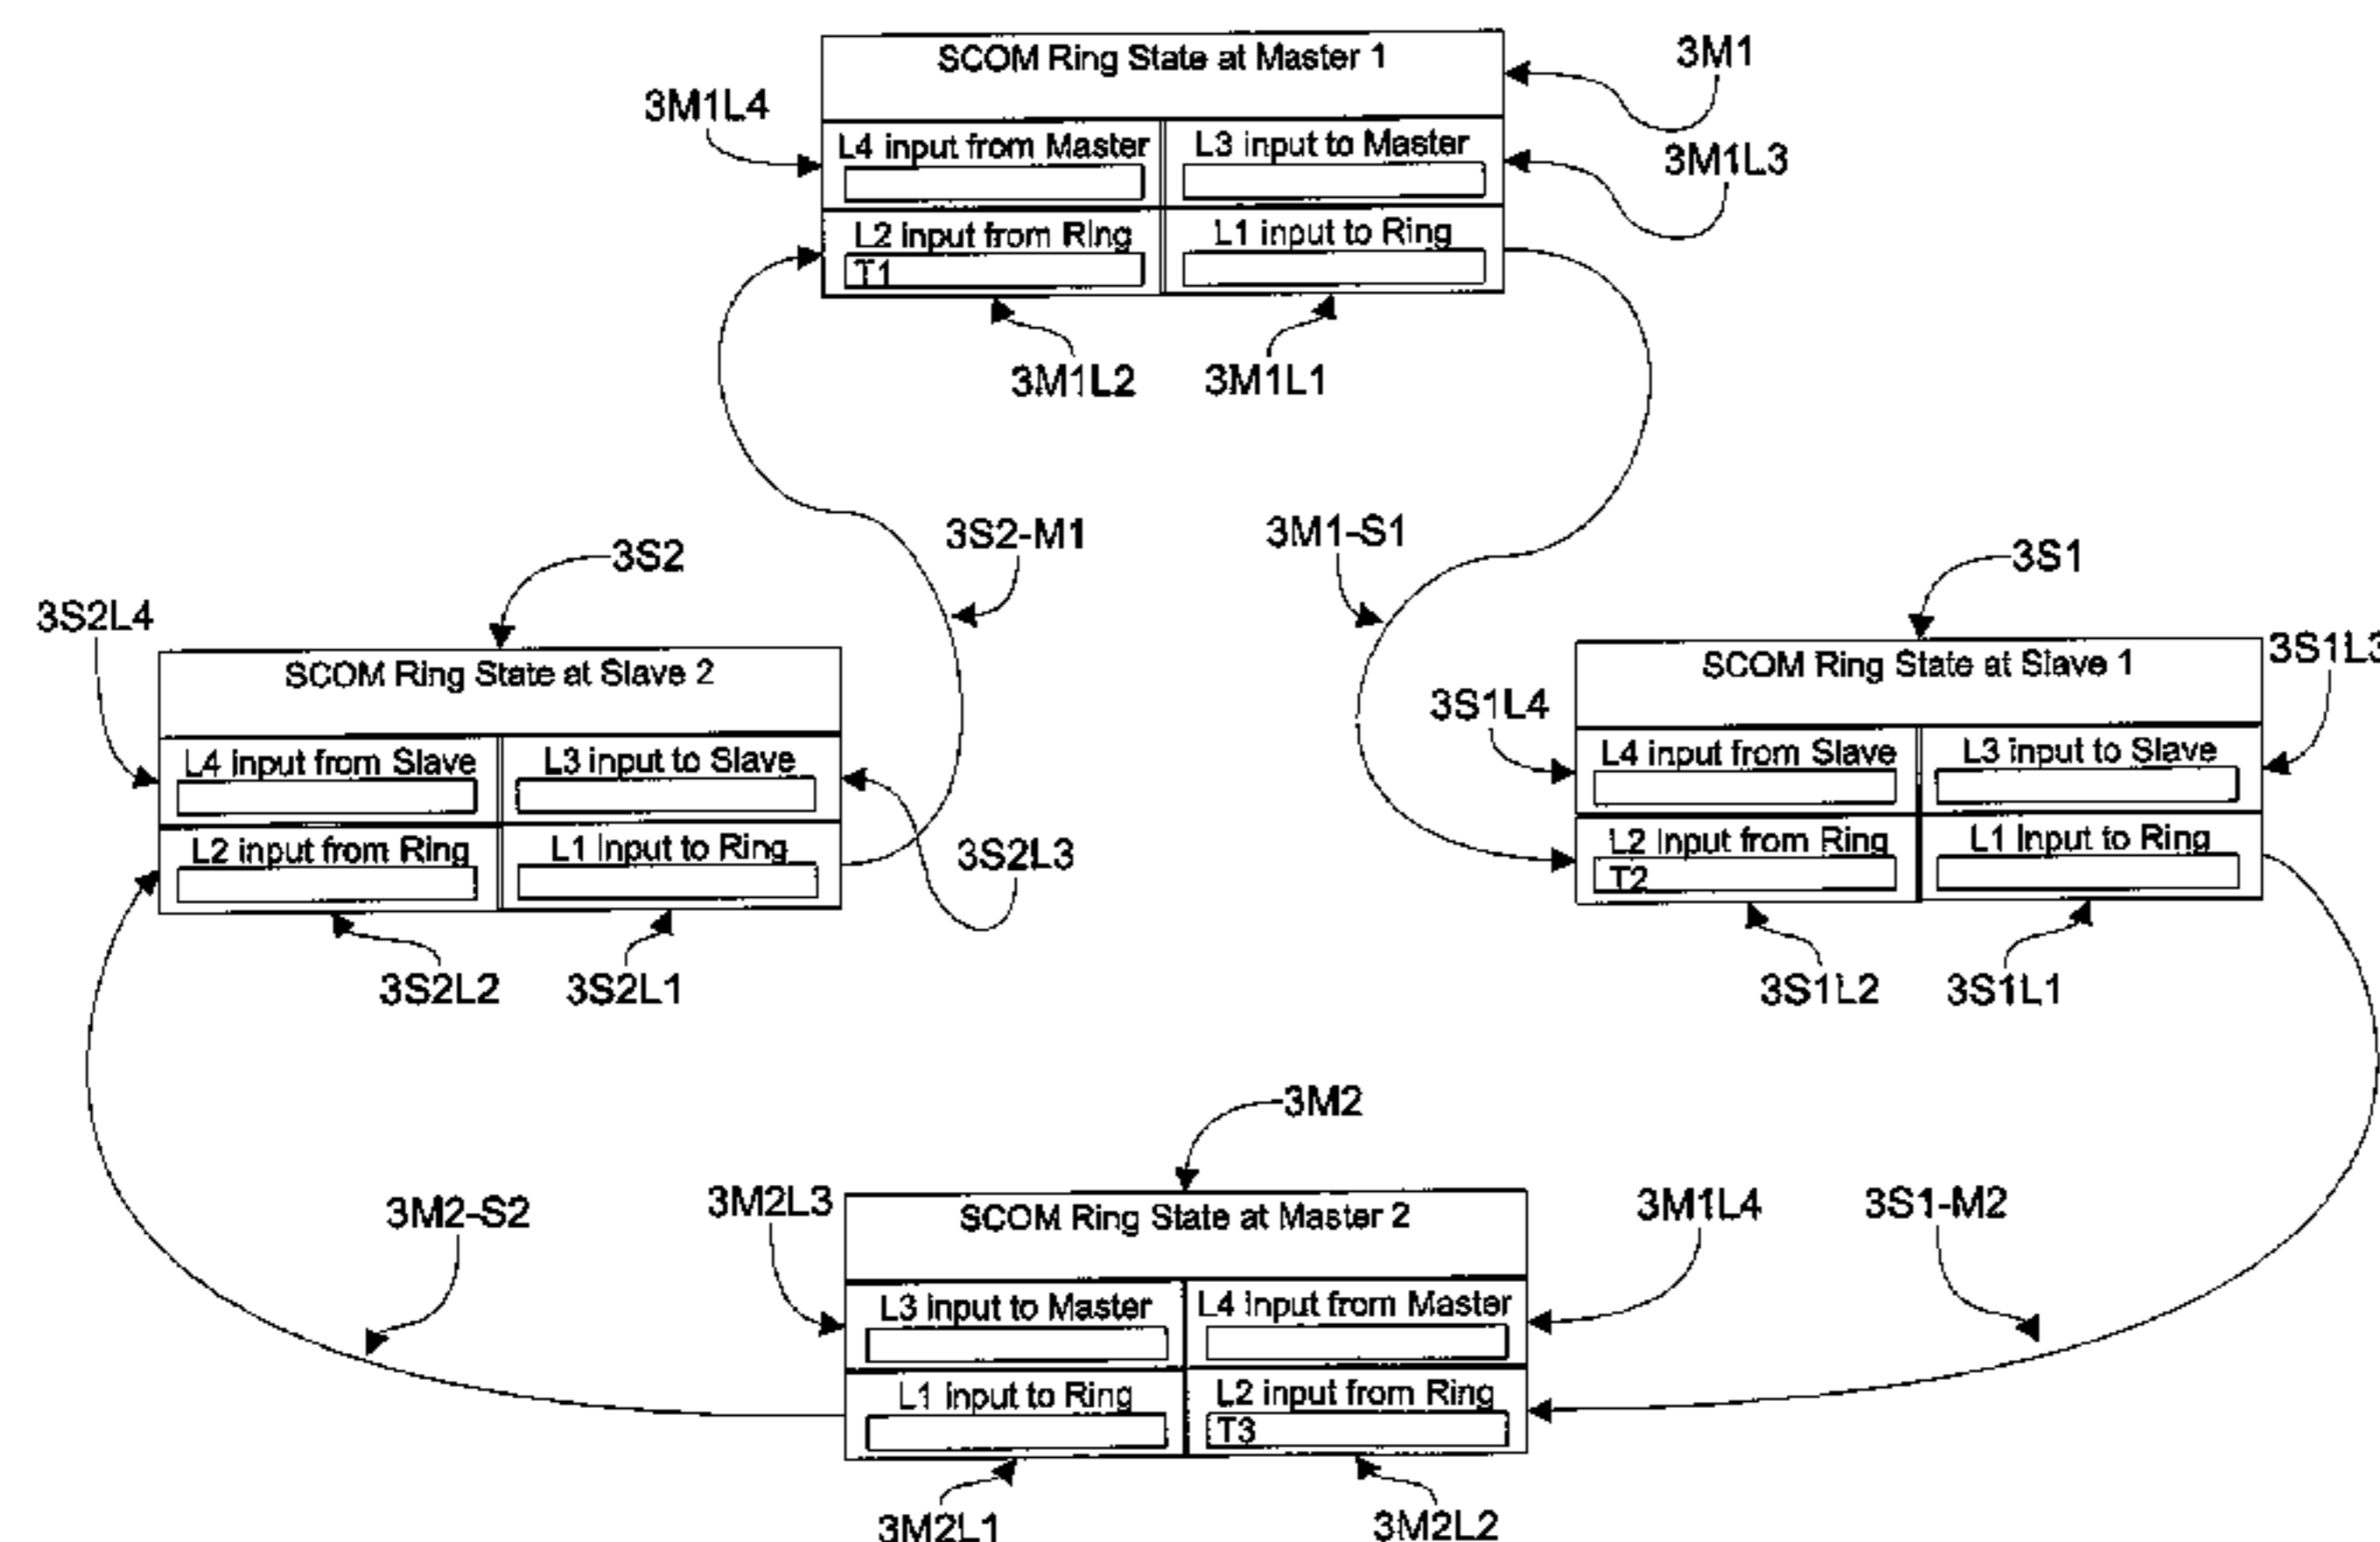 SCOM Ring State at Master 1
3M1
3M1L4
L4 input from Master
L3 input to Master
3M1L3
L2 input from Ring
L1 input to Ring
T1
3M1L2
3M1L1
3S2
3S2-M1
3M1-S1
3S1
3S2L4
SCOM Ring State at Slave 2
SCOM Ring State at Slave 1
3S1L3
3S1L4
L4 input from Slave
L3 input to Slave
L4 input from Slave
L3 input to Slave
L2 input from Ring
L1 Input to Ring
3S2L3
L2 Input from Ring
L1 Input to Ring
T2
3S2L2
3S2L1
3S1L2
3S1L1
3M2
3M2-S2
3M2L3
SCOM Ring State at Master 2
3M1L4
3S1-M2
L3 input to Master
L4 input from Master
L1 input to Ring
L2 input from Ring
T3
3M2L1
3M2L2